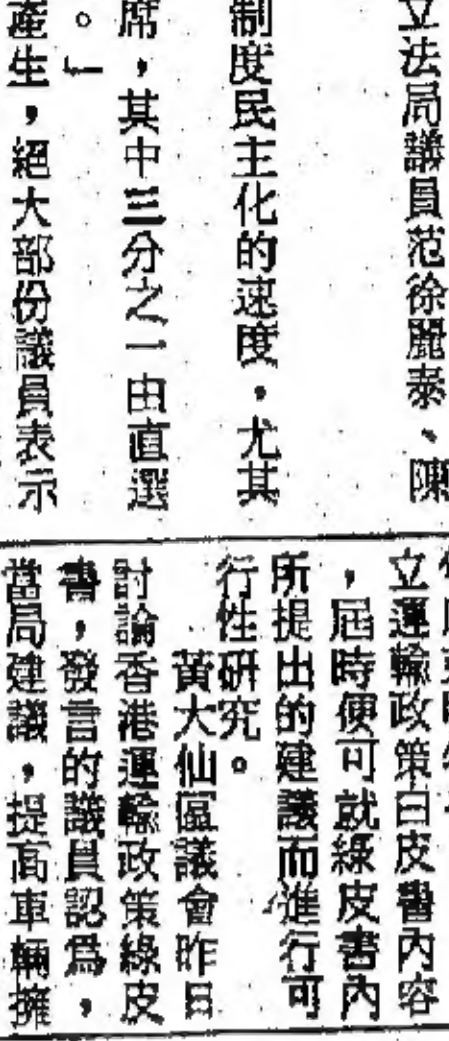 立法局議員范徐麗泰、陳
制度民主化的速度，尤其
席，其中三分之一由直選
。」
產生，絕大部份議員表示
立運輸政策白皮書內容
，屆時便可就綠皮書內
所提出的建議而進行可
行性研究。
黃大仙區議會昨日
討論香港運輸政策綠皮
書，發言的議員認爲，
當局建議，提高車輛擁